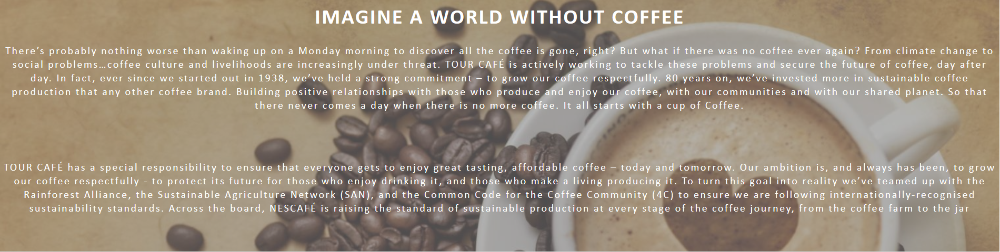 IMAGINE A WORLD WITHOUT COFFEE
There’s probably nothing worse than waking up on a Monday morning to discover all the coffee is gone, right? But what if there was no coffee ever again? From climate change to
social problems…coffee culture and livelihoods are increasingly under threat. TOUR CAFÉ is actively working to tackle these problems and secure the future of coffee, day after
day. In fact, ever since we started out in 1938, we’ve held a strong commitment – to grow our coffee respectfully. 80 years on, we’ve invested more in sustainable coffee
production that any other coffee brand. Building positive relationships with those who produce and enjoy our coffee, with our communities and with our shared planet. So that
there never comes a day when there is no more coffee. It all starts with a cup of Coffee.
TOUR CAFÉ has a special responsibility to ensure that everyone gets to enjoy great tasting, affordable coffee – today and tomorrow. Our ambition is, and always has been, to grow
our coffee respectfully - to protect its future for those who enjoy drinking it, and those who make a living producing it. To turn this goal into reality we’ve teamed up with the
Rainforest Alliance, the Sustainable Agriculture Network (SAN), and the Common Code for the Coffee Community (4C) to ensure we are following internationally-recognised
sustainability standards. Across the board, NESCAFÉ is raising the standard of sustainable production at every stage of the coffee journey, from the coffee farm to the jar